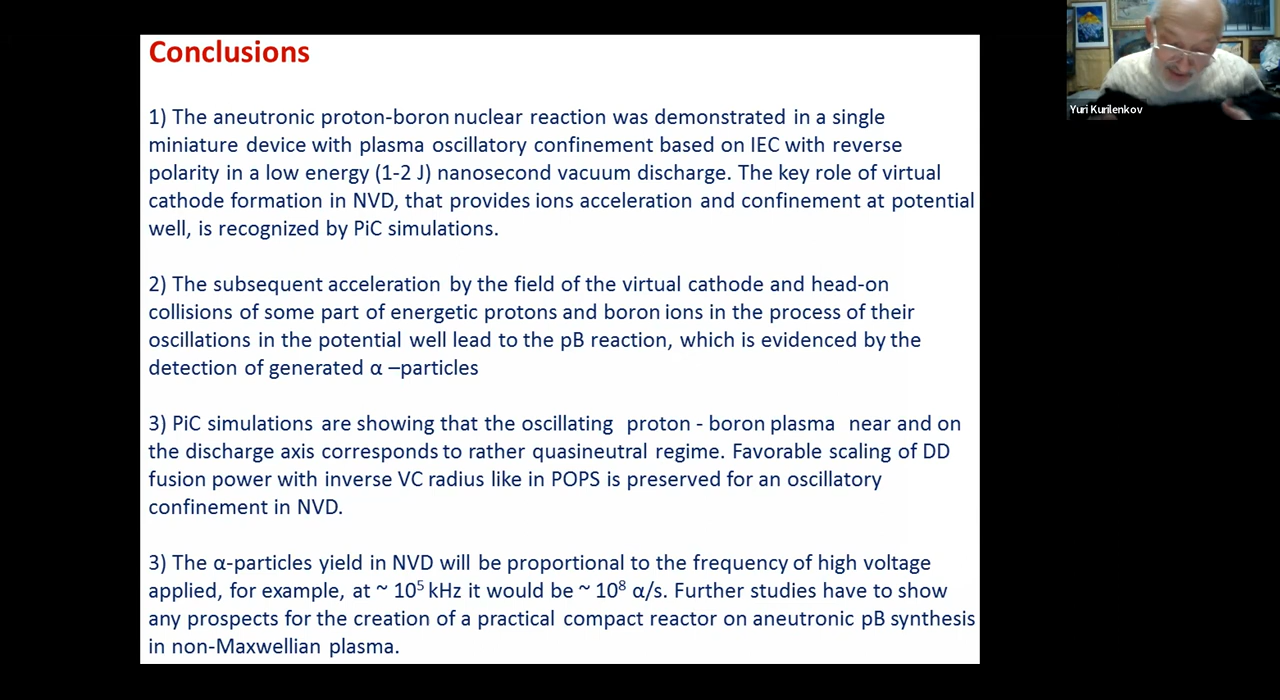 Conclusions
1) The aneutronic proton-boron nuclear reaction was demonstrated in a single
miniature device with plasma oscillatory confinement based on IEC with reverse
polarity in a low energy (1-2 J) nanosecond vacuum discharge. The key role of virtual
cathode formation in NVD, that provides ions acceleration and confinement at potential
well, is recognized by PiC simulations.
2) The subsequent acceleration by the field of the virtual cathode and head-on
collisions of some part of energetic protons and boron ions in the process of their
oscillations in the potential well lead to the pB reaction, which is evidenced by the
detection of generated α –particles
3) PiC simulations are showing that the oscillating proton - boron plasma near and on
the discharge axis corresponds to rather quasineutral regime. Favorable scaling of DD
fusion power with inverse VC radius like in POPS is preserved for an oscillatory
confinement in NVD.
3) The α-particles yield in NVD will be proportional to the frequency of high voltage
applied, for example, at ~ 10⁵ kHz it would be ~ 10⁸ α/s. Further studies have to show
any prospects for the creation of a practical compact reactor on aneutronic pB synthesis
in non-Maxwellian plasma.
Yuri Kurilenkov